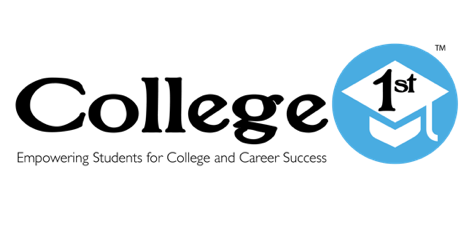 College 1st ™
Empowering Students for College and Career Success